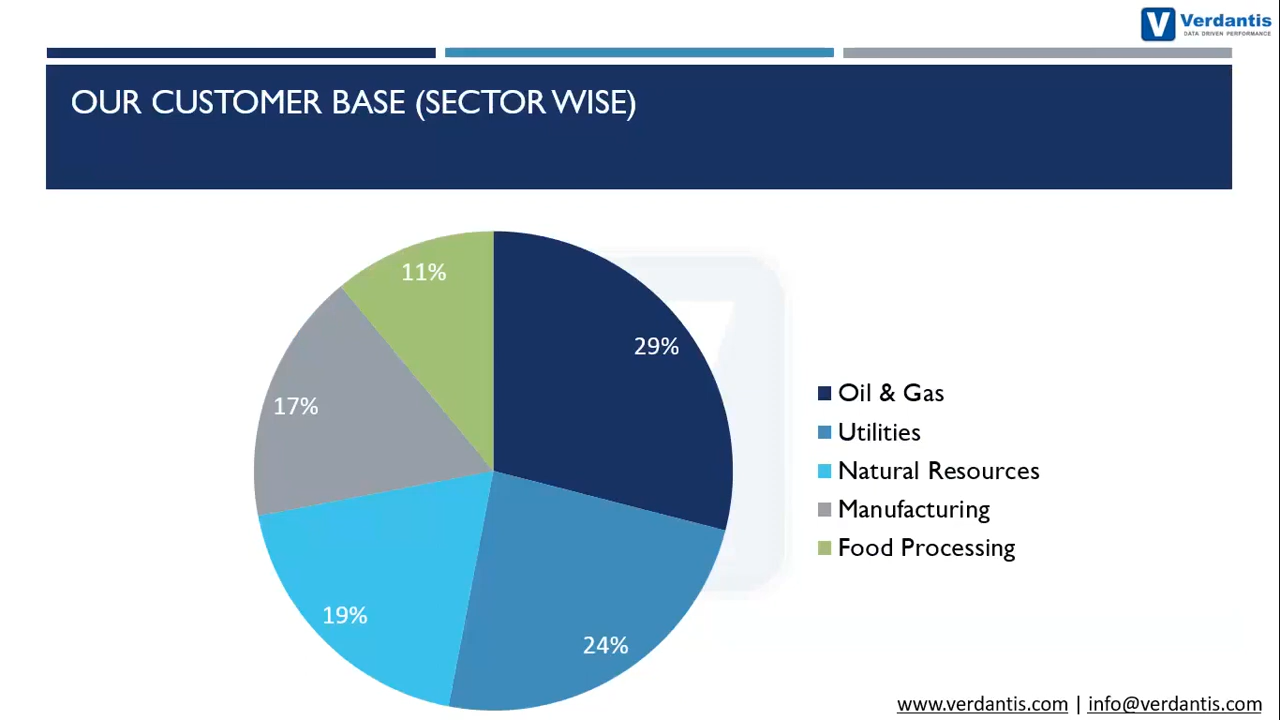 Verdantis
DATA DRIVEN PERFORMANCE
OUR CUSTOMER BASE (SECTOR WISE)
11%
29%
17%
19%
24%
Oil & Gas
Utilities
Natural Resources
Manufacturing
Food Processing
www.verdantis.com | info@verdantis.com